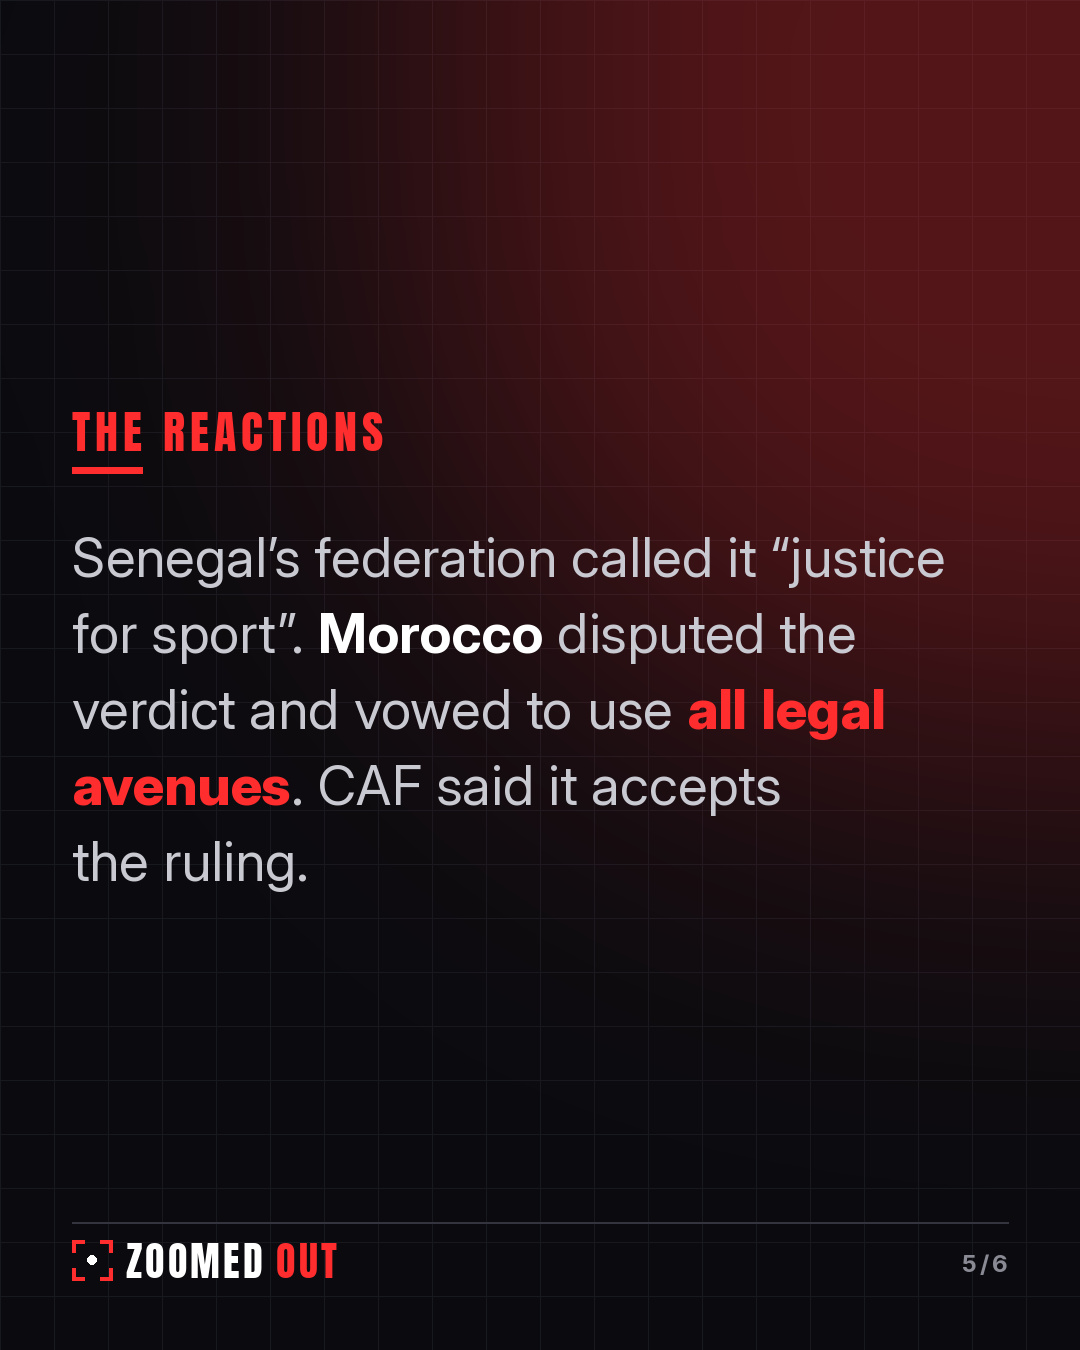 THE REACTIONS
Senegal’s federation called it “justice
for sport”. Morocco disputed the
verdict and vowed to use all legal
avenues. CAF said it accepts
the ruling.
ZOOMED OUT
5/6